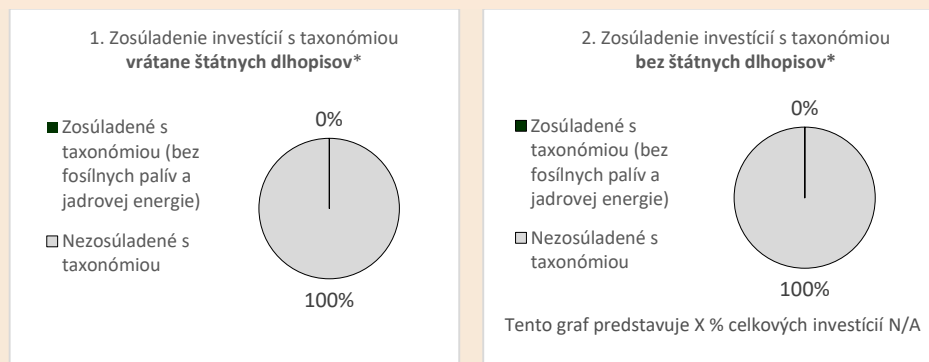 1. Zosúladenie investícií s taxonómiou
vrátane štátnych dlhopisov*
Zosúladené s
taxonómiou (bez
fosílnych palív a
jadrovej energie)
Nezosúladené s
taxonómiou
0%
100%
2. Zosúladenie investícií s taxonómiou
bez štátnych dlhopisov*
Zosúladené s
taxonómiou (bez
fosílnych palív a
jadrovej energie)
Nezosúladené s
taxonómiou
0%
100%
Tento graf predstavuje X % celkových investícií N/A